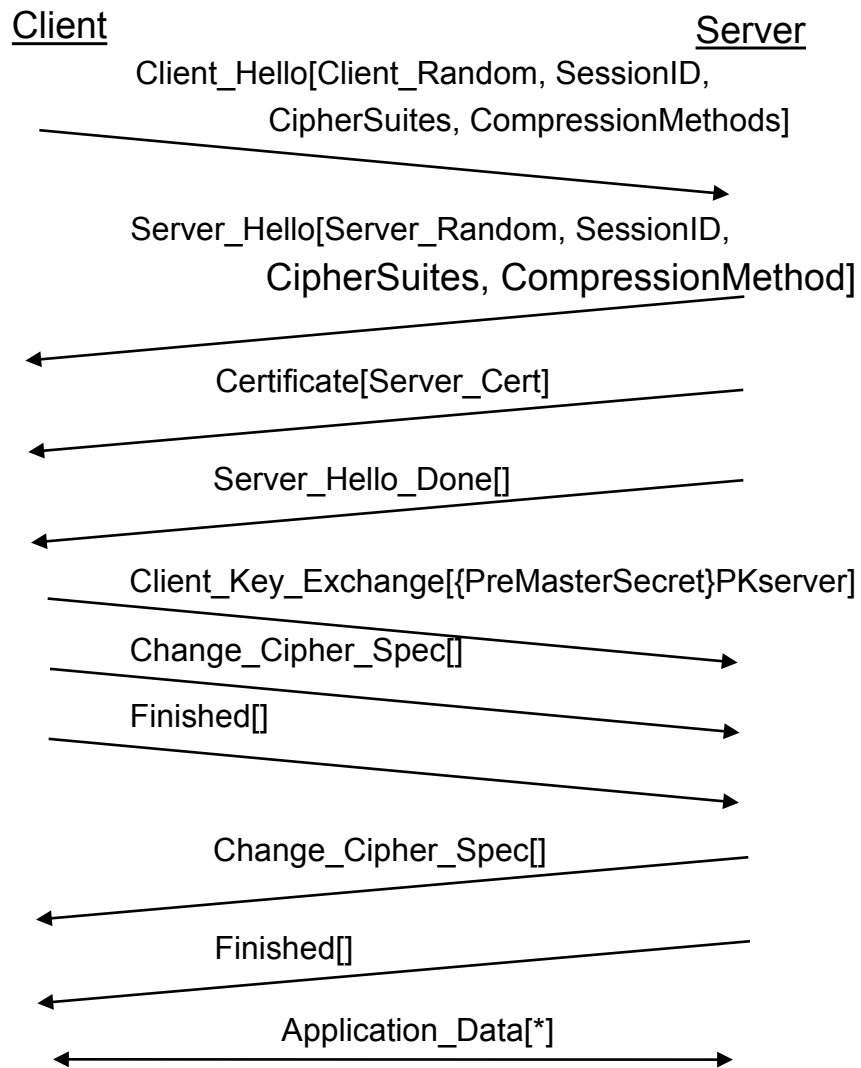 Client
Server
Client_Hello[Client_Random, SessionID,
CipherSuites, CompressionMethods]
Server_Hello[Server_Random, SessionID,
CipherSuites, CompressionMethod]
Certificate[Server_Cert]
Server_Hello_Done[]
Client_Key_Exchange[{PreMasterSecret}PKserver]
Change_Cipher_Spec[]
Finished[]
Change_Cipher_Spec[]
Finished[]
Application_Data[*]